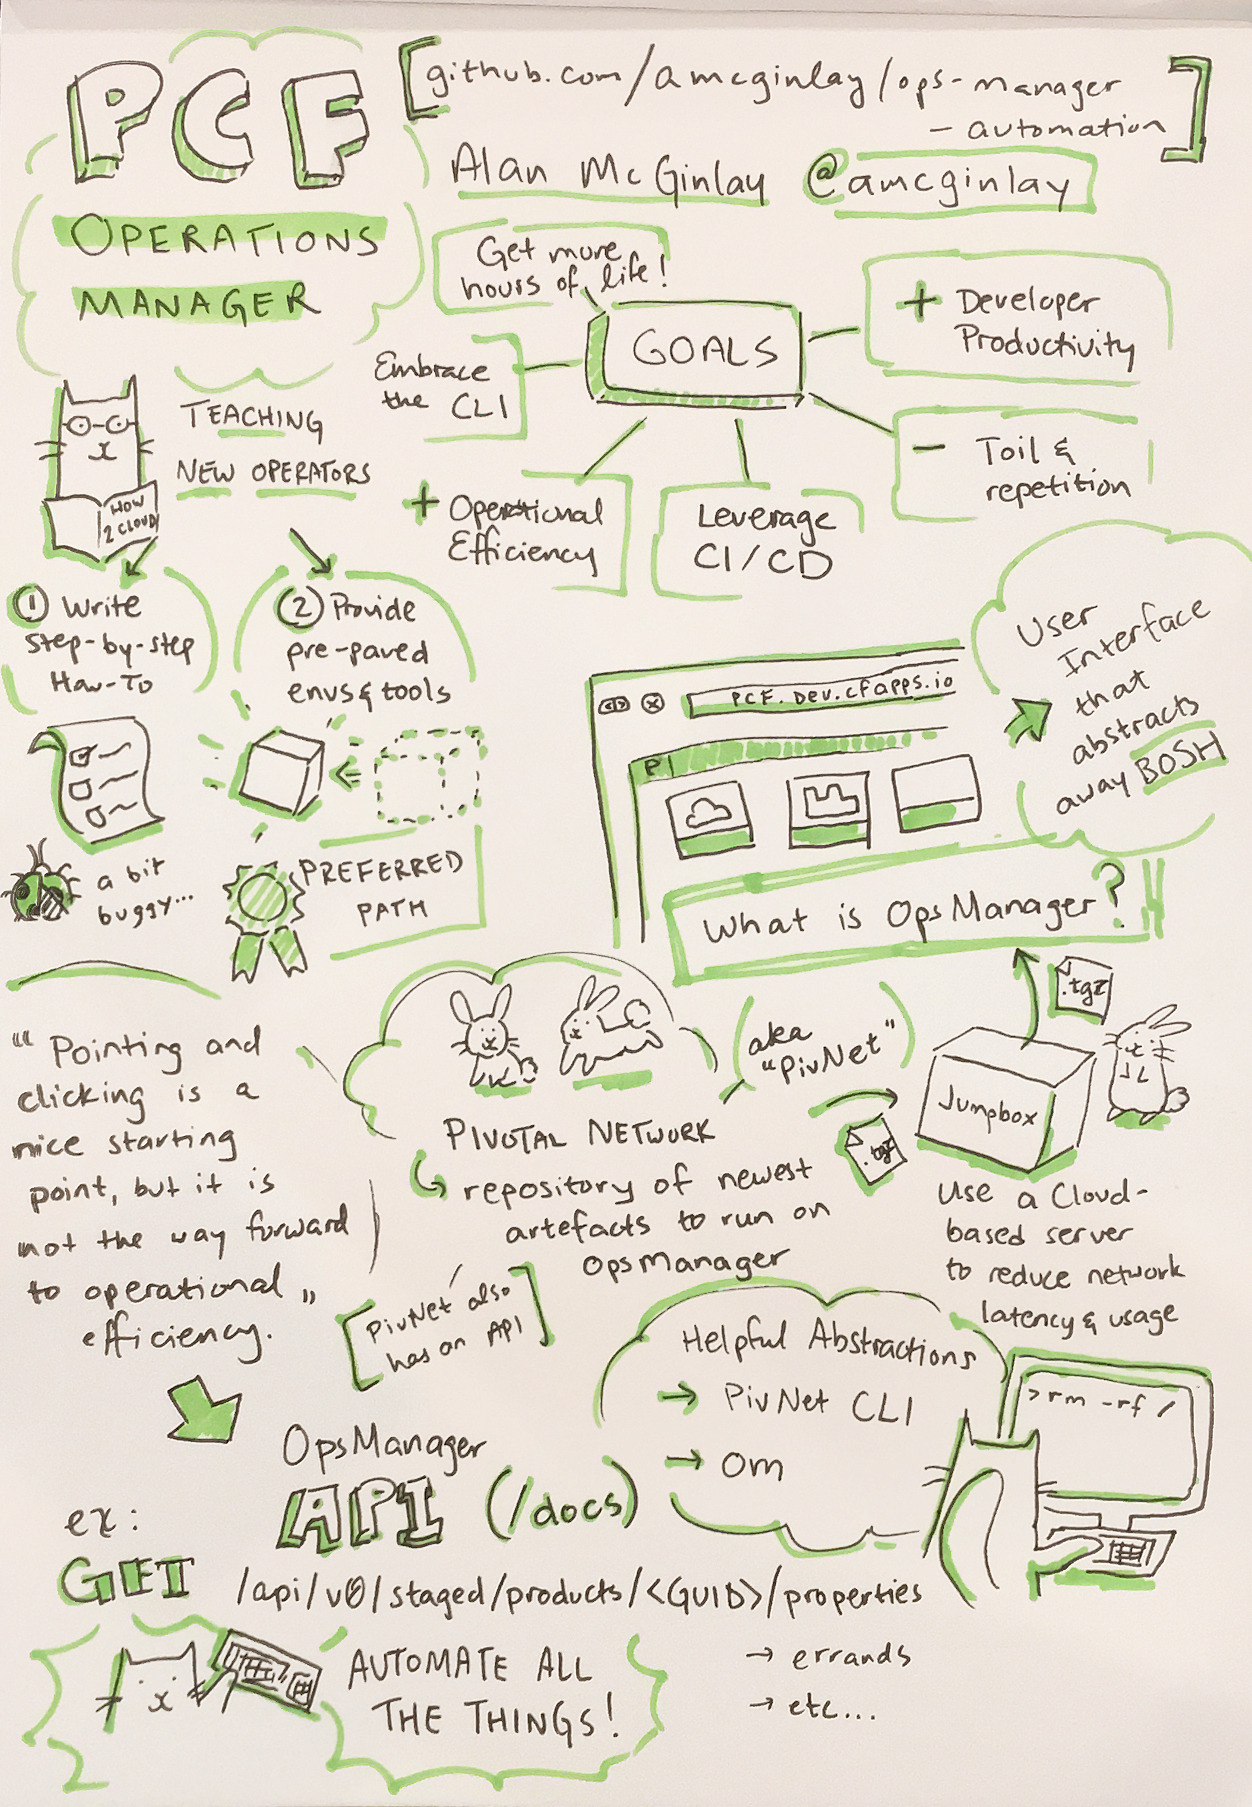 PCF
OPERATIONS
MANAGER
[github.com/amcginlay/ops-manager
-automation]
Alan McGinlay @amcginlay
Get more
hours of life!
GOALS
+ Developer
Productivity
Embrace
the CLI
- Toil &
repetition
+ Operational
Efficiency
Leverage
CI/CD
TEACHING
NEW OPERATORS
HOW
2 CLOUD
① Write
step-by-step
How-To
② Provide
pre-paved
envs & tools
a bit
buggy...
PREFERRED
PATH
PCF.Dev.cfapps.io
P|
User
Interface
that
abstracts
away BOSH
What is OpsManager?
"Pointing and
clicking is a
nice starting
point, but it is
not the way forward
to operational
efficiency."
PIVOTAL NETWORK
(aka
"PivNet")
repository of newest
artefacts to run on
OpsManager
[PivNet also
has an API]
.tgz
.tgz
Jumpbox
Use a Cloud-
based server
to reduce network
latency & usage
Helpful Abstractions
→ PivNet CLI
→ Om
>rm -rf /
OpsManager
API (/docs)
ex:
GET /api/v0/staged/products/<GUID>/properties
→ errands
→ etc...
AUTOMATE ALL
THE THINGS!